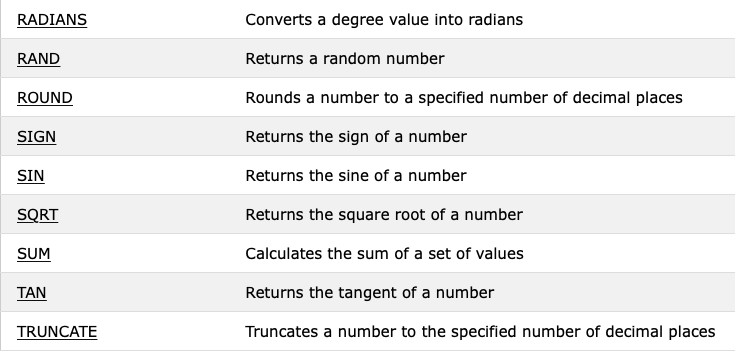 RADIANS Converts a degree value into radians
RAND Returns a random number
ROUND Rounds a number to a specified number of decimal places
SIGN Returns the sign of a number
SIN Returns the sine of a number
SQRT Returns the square root of a number
SUM Calculates the sum of a set of values
TAN Returns the tangent of a number
TRUNCATE Truncates a number to the specified number of decimal places